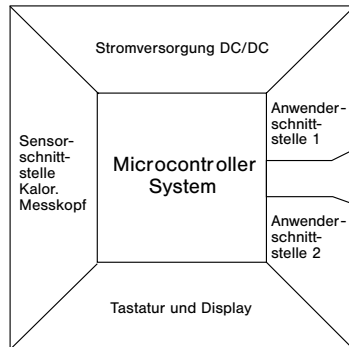 Stromversorgung DC/DC
Sensor-
schnitt-
stelle
Kalor.
Messkopf
Microcontroller
System
Anwender-
schnitt-
stelle 1
Anwender-
schnitt-
stelle 2
Tastatur und Display